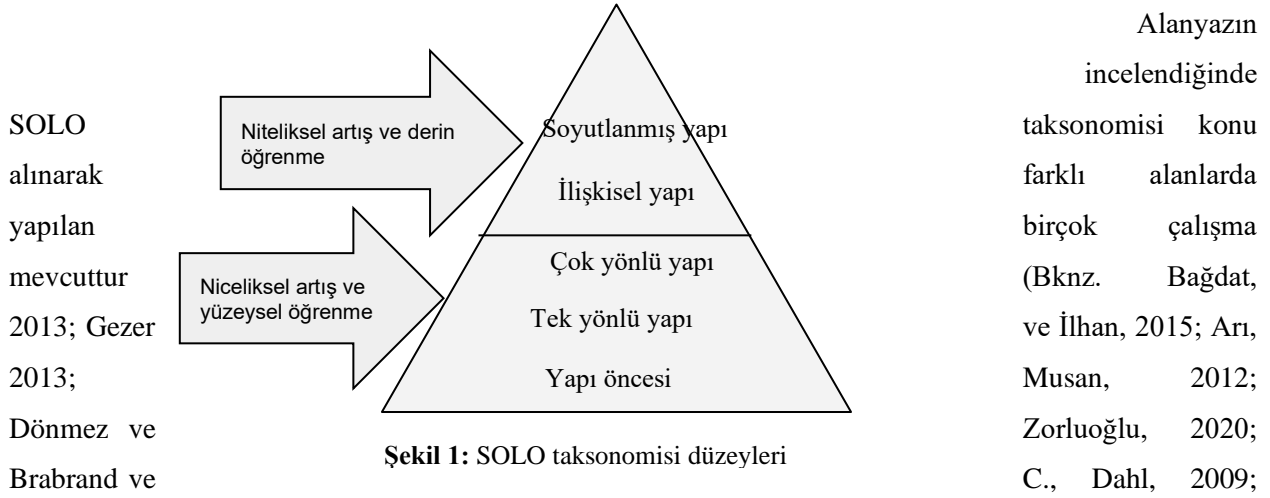 Alanyazın
incelendiğinde
SOLO taksonomisi konu
alınarak farklı alanlarda
yapılan birçok çalışma
mevcuttur (Bknz. Bağdat,
2013; Gezer ve İlhan, 2015; Arı,
2013; Musan, 2012;
Dönmez ve Zorluoğlu, 2020;
Brabrand ve C., Dahl, 2009;
Niteliksel artış ve derin
öğrenme
Niceliksel artış ve
yüzeysel öğrenme
Soyutlanmış yapı
İlişkisel yapı
Çok yönlü yapı
Tek yönlü yapı
Yapı öncesi
Şekil 1: SOLO taksonomisi düzeyleri